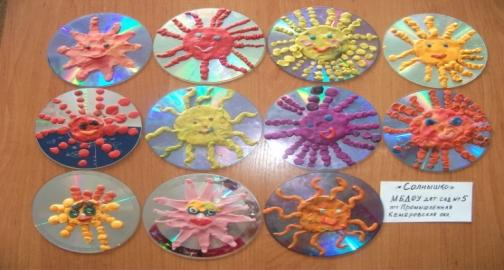 «Солнышко»
МБДОУ дет. сад №5
пгт Промышленная
Кемеровская обл.